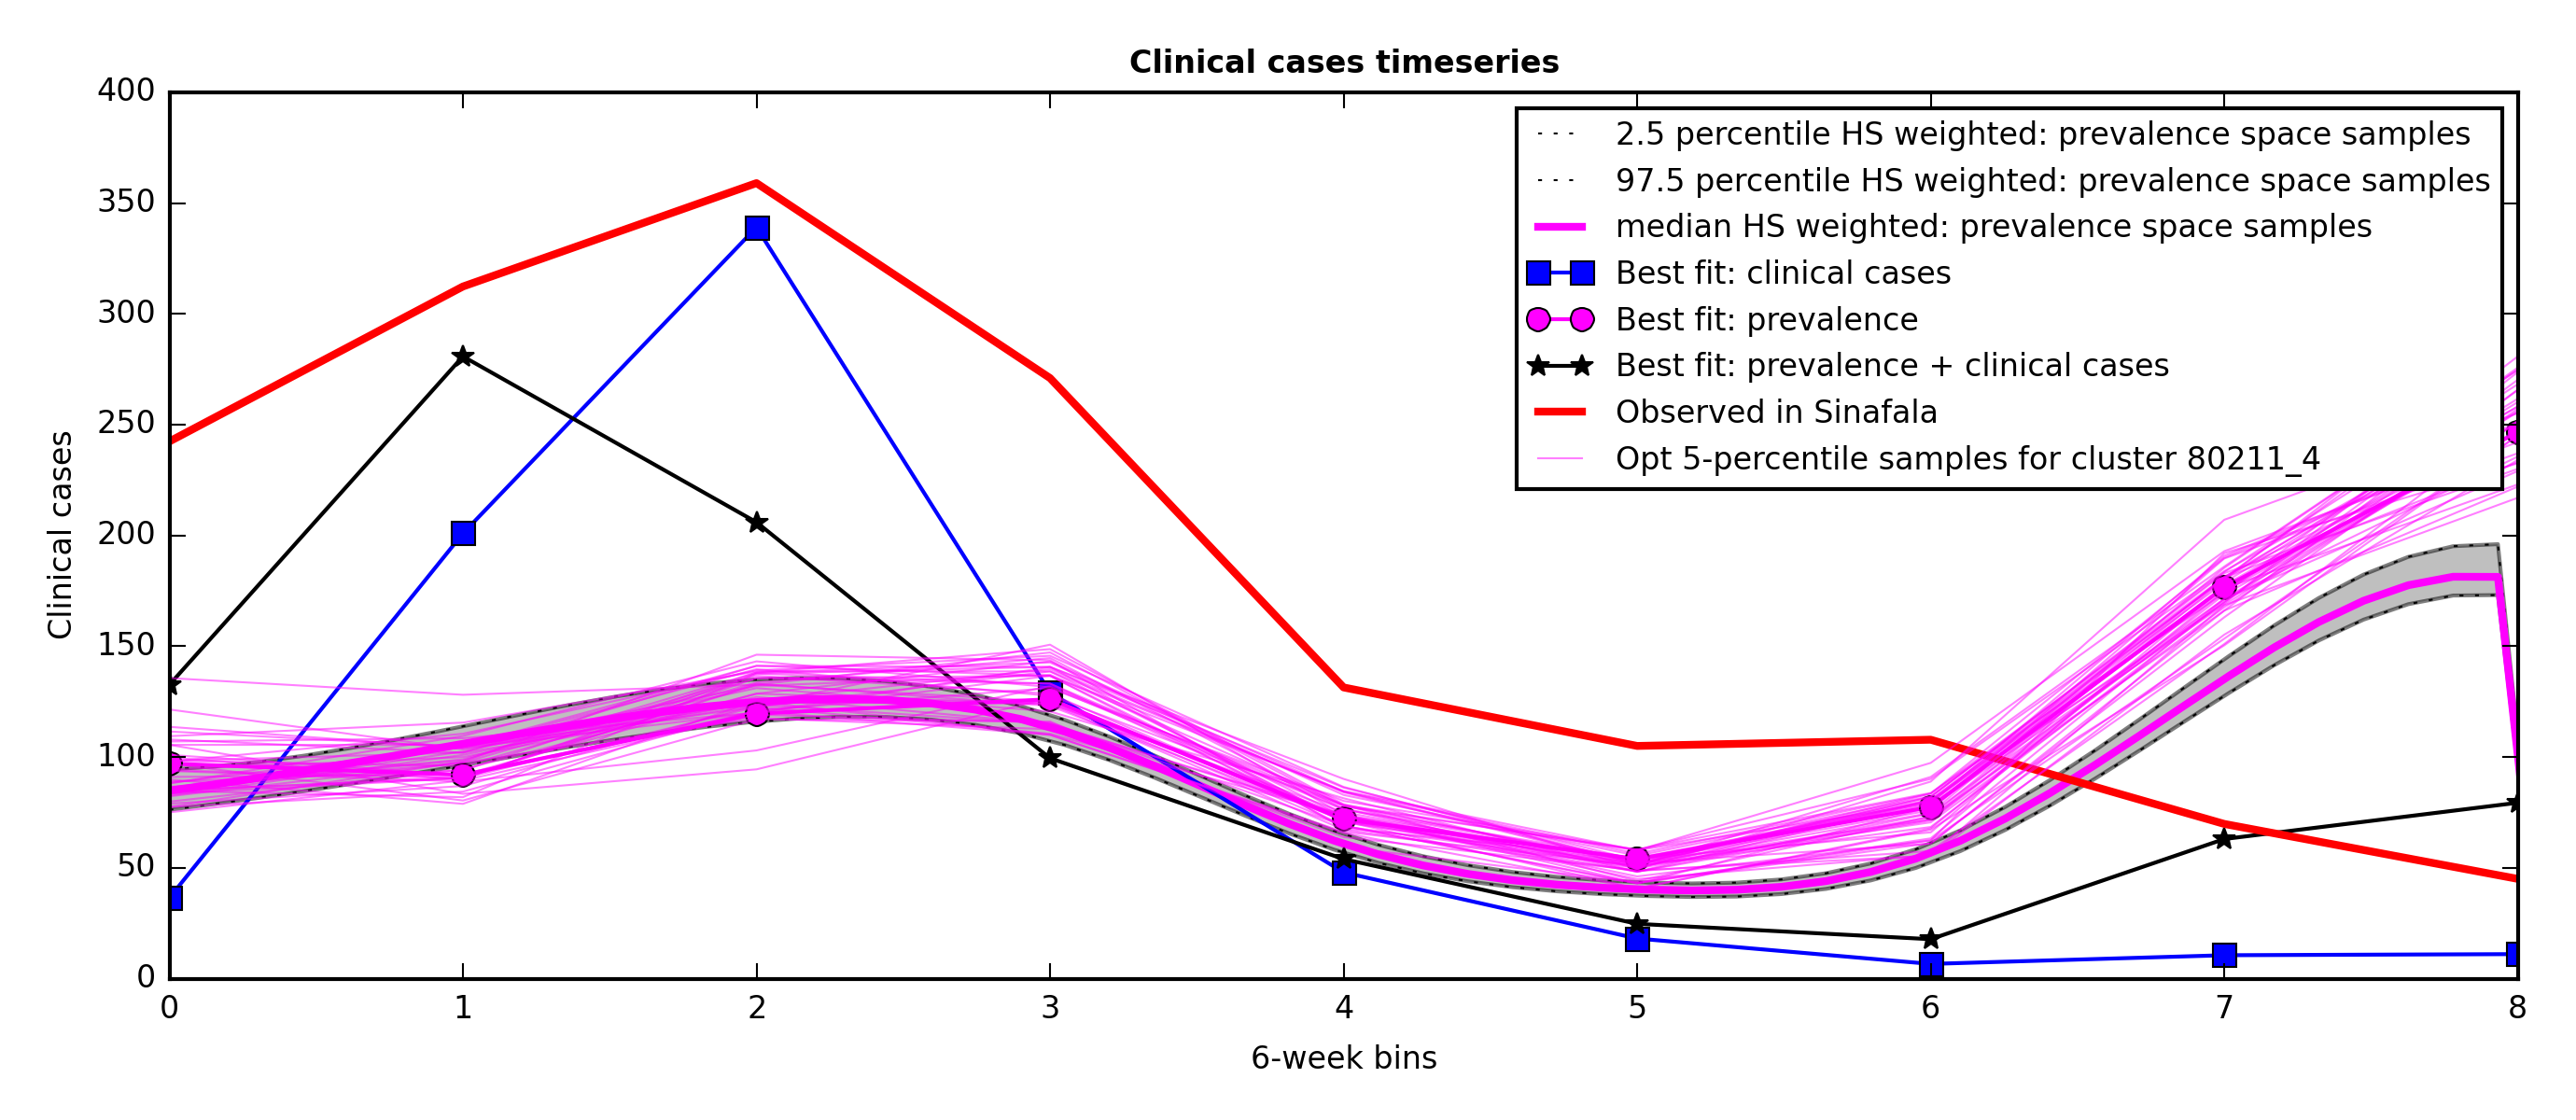 Clinical cases timeseries
400
350
300
250
200
150
100
50
0
Clinical cases
0 1 2 3 4 5 6 7 8
6-week bins
2.5 percentile HS weighted: prevalence space samples
97.5 percentile HS weighted: prevalence space samples
median HS weighted: prevalence space samples
Best fit: clinical cases
Best fit: prevalence
Best fit: prevalence + clinical cases
Observed in Sinafala
Opt 5-percentile samples for cluster 80211_4